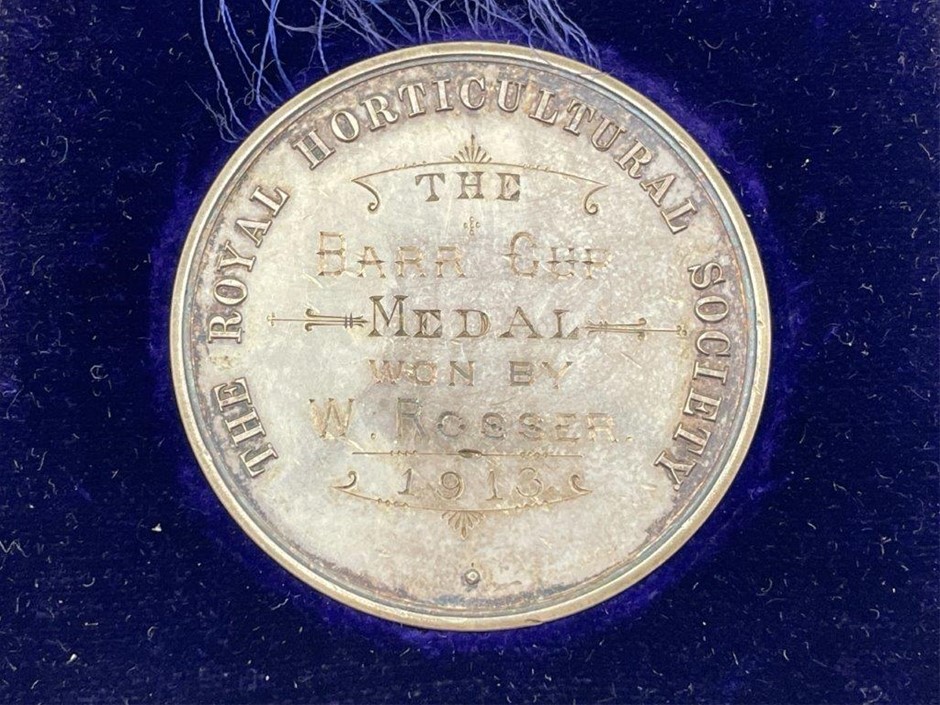 THE ROYAL HORTICULTURAL SOCIETY
THE
BARR CUP
MEDAL
WON BY
W. ROSSER.
1913